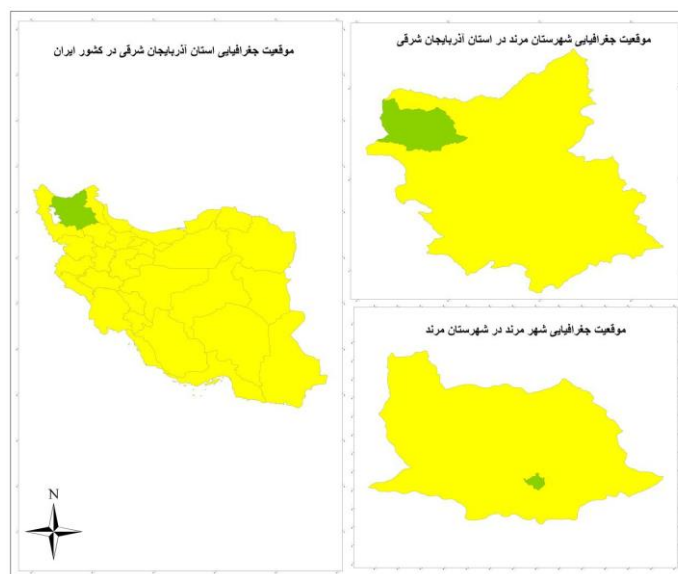 موقعیت جغرافیایی استان آذربایجان شرقی در کشور ایران
موقعیت جغرافیایی شهرستان مرند در استان آذربایجان شرقی
موقعیت جغرافیایی شهر مرند در شهرستان مرند
N